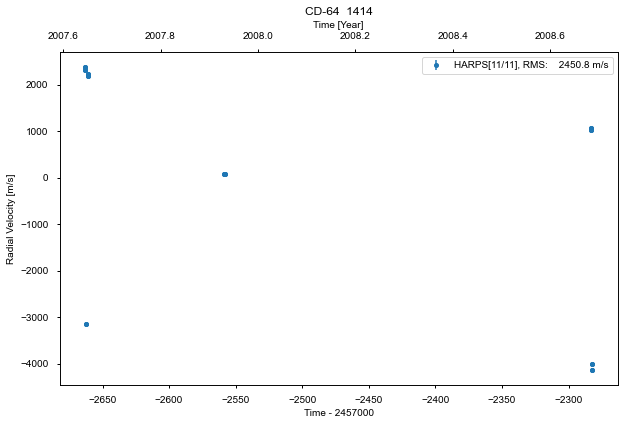 CD-64  1414
Time [Year]
2007.6 2007.8 2008.0 2008.2 2008.4 2008.6
HARPS[11/11], RMS:    2450.8 m/s
Radial Velocity [m/s]
2000
1000
0
−1000
−2000
−3000
−4000
−2650 −2600 −2550 −2500 −2450 −2400 −2350 −2300
Time - 2457000